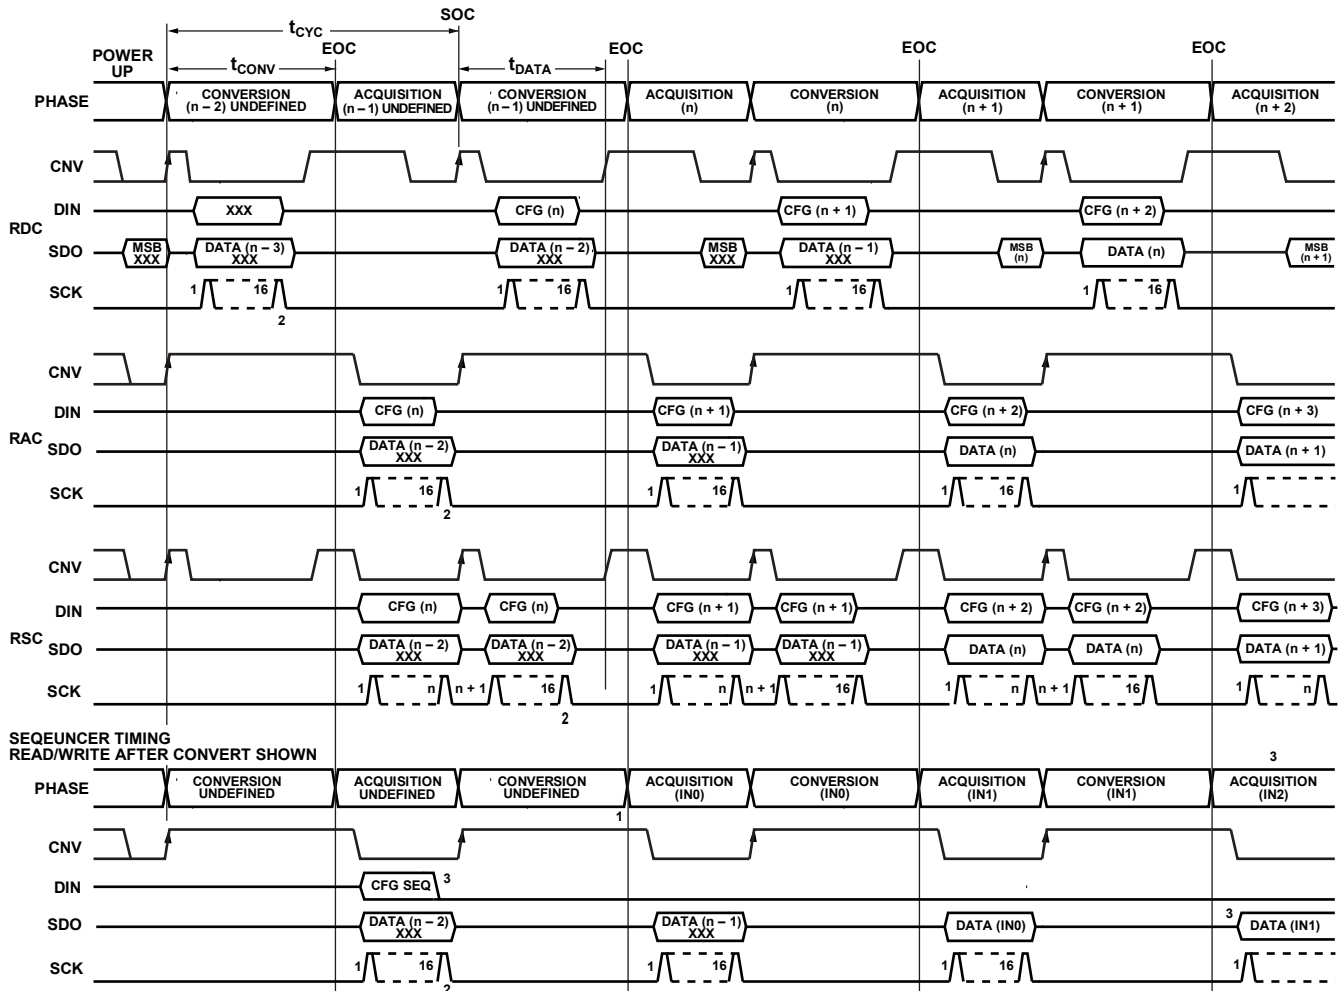 SOC
tCYC
POWER
UP
EOC
EOC
EOC
EOC
tCONV
tDATA
PHASE
CONVERSION
(n – 2) UNDEFINED
ACQUISITION
(n – 1) UNDEFINED
CONVERSION
(n – 1) UNDEFINED
ACQUISITION
(n)
CONVERSION
(n)
ACQUISITION
(n + 1)
CONVERSION
(n + 1)
ACQUISITION
(n + 2)
CNV
RDC
DIN
XXX
CFG (n)
CFG (n + 1)
CFG (n + 2)
SDO
MSB
XXX
DATA (n – 3)
XXX
DATA (n – 2)
XXX
MSB
XXX
DATA (n – 1)
XXX
MSB
(n)
DATA (n)
MSB
(n + 1)
SCK
1 16 2
1 16
1 16
1 16
CNV
RAC
DIN
CFG (n)
CFG (n + 1)
CFG (n + 2)
CFG (n + 3)
SDO
DATA (n – 2)
XXX
DATA (n – 1)
XXX
DATA (n)
DATA (n + 1)
SCK
1 16 2
1 16
1 16
1
CNV
RSC
DIN
CFG (n)
CFG (n)
CFG (n + 1)
CFG (n + 1)
CFG (n + 2)
CFG (n + 2)
CFG (n + 3)
SDO
DATA (n – 2)
XXX
DATA (n – 2)
XXX
DATA (n – 1)
XXX
DATA (n – 1)
XXX
DATA (n)
DATA (n)
DATA (n + 1)
SCK
1 n n + 1 16 2
1 n n + 1 16
1 n n + 1 16
1 n
SEQEUNCER TIMING
READ/WRITE AFTER CONVERT SHOWN
3
PHASE
CONVERSION
UNDEFINED
ACQUISITION
UNDEFINED
CONVERSION
UNDEFINED
ACQUISITION
(IN0)
CONVERSION
(IN0)
ACQUISITION
(IN1)
CONVERSION
(IN1)
ACQUISITION
(IN2)
1
CNV
DIN
CFG SEQ 3
SDO
DATA (n – 2)
XXX
DATA (n – 1)
XXX
DATA (IN0)
3 DATA (IN1)
SCK
1 16 2
1 16
1 16
1